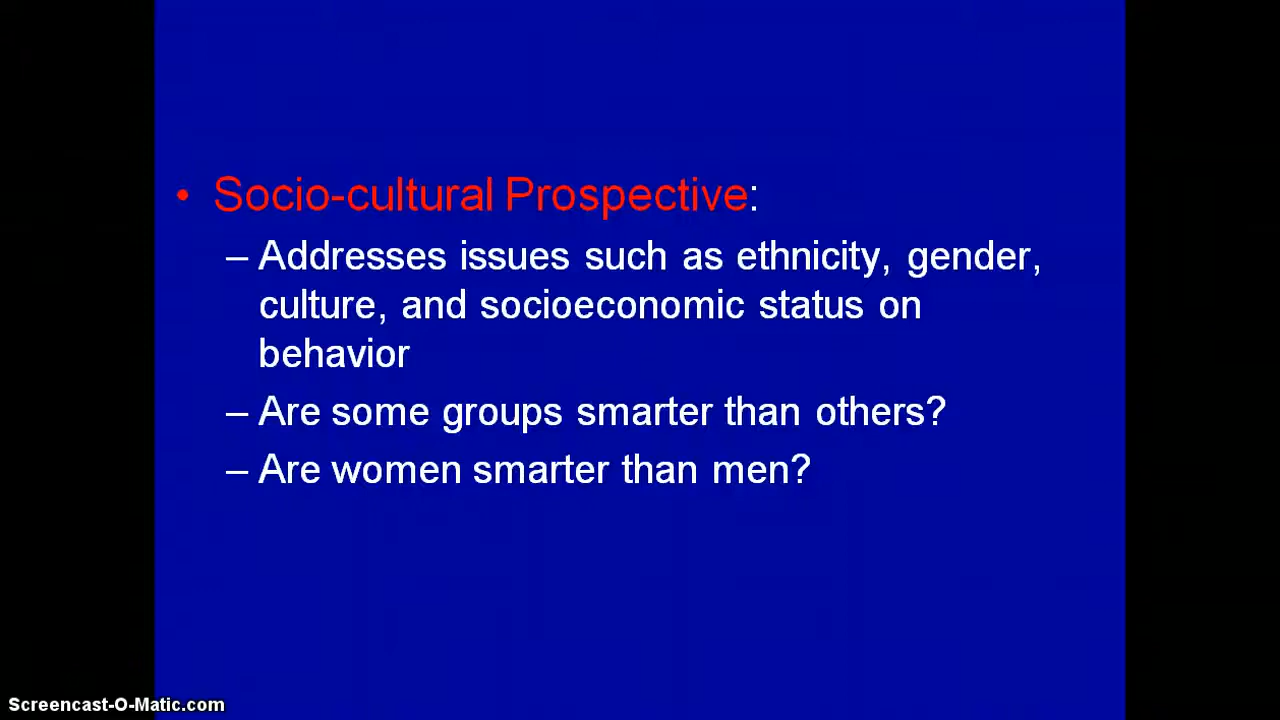 • Socio-cultural Prospective:
– Addresses issues such as ethnicity, gender,
culture, and socioeconomic status on
behavior
– Are some groups smarter than others?
– Are women smarter than men?
Screencast-O-Matic.com